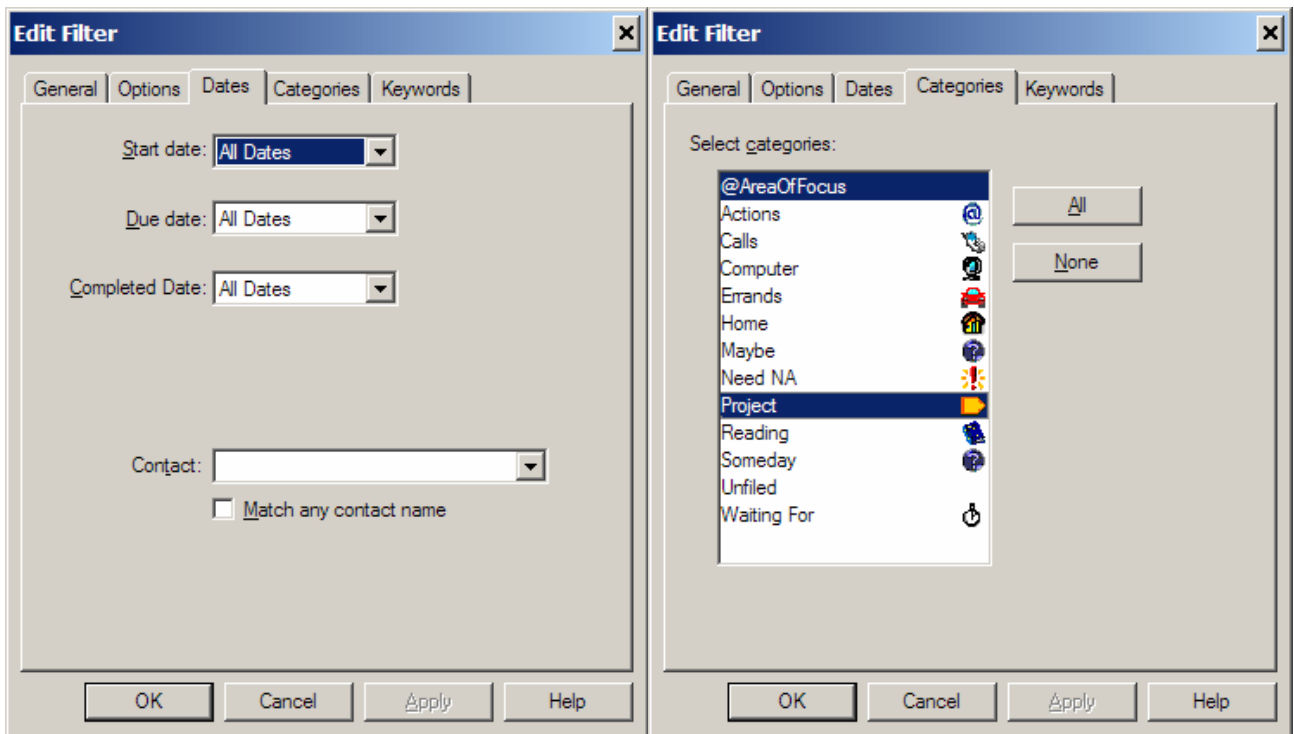 Edit Filter
General Options Dates Categories Keywords
Start date: All Dates
Due date: All Dates
Completed Date: All Dates
Contact:
Match any contact name
OK Cancel Apply Help
Edit Filter
General Options Dates Categories Keywords
Select categories:
@AreaOfFocus
Actions
Calls
Computer
Errands
Home
Maybe
Need NA
Project
Reading
Someday
Unfiled
Waiting For
All
None
OK Cancel Apply Help